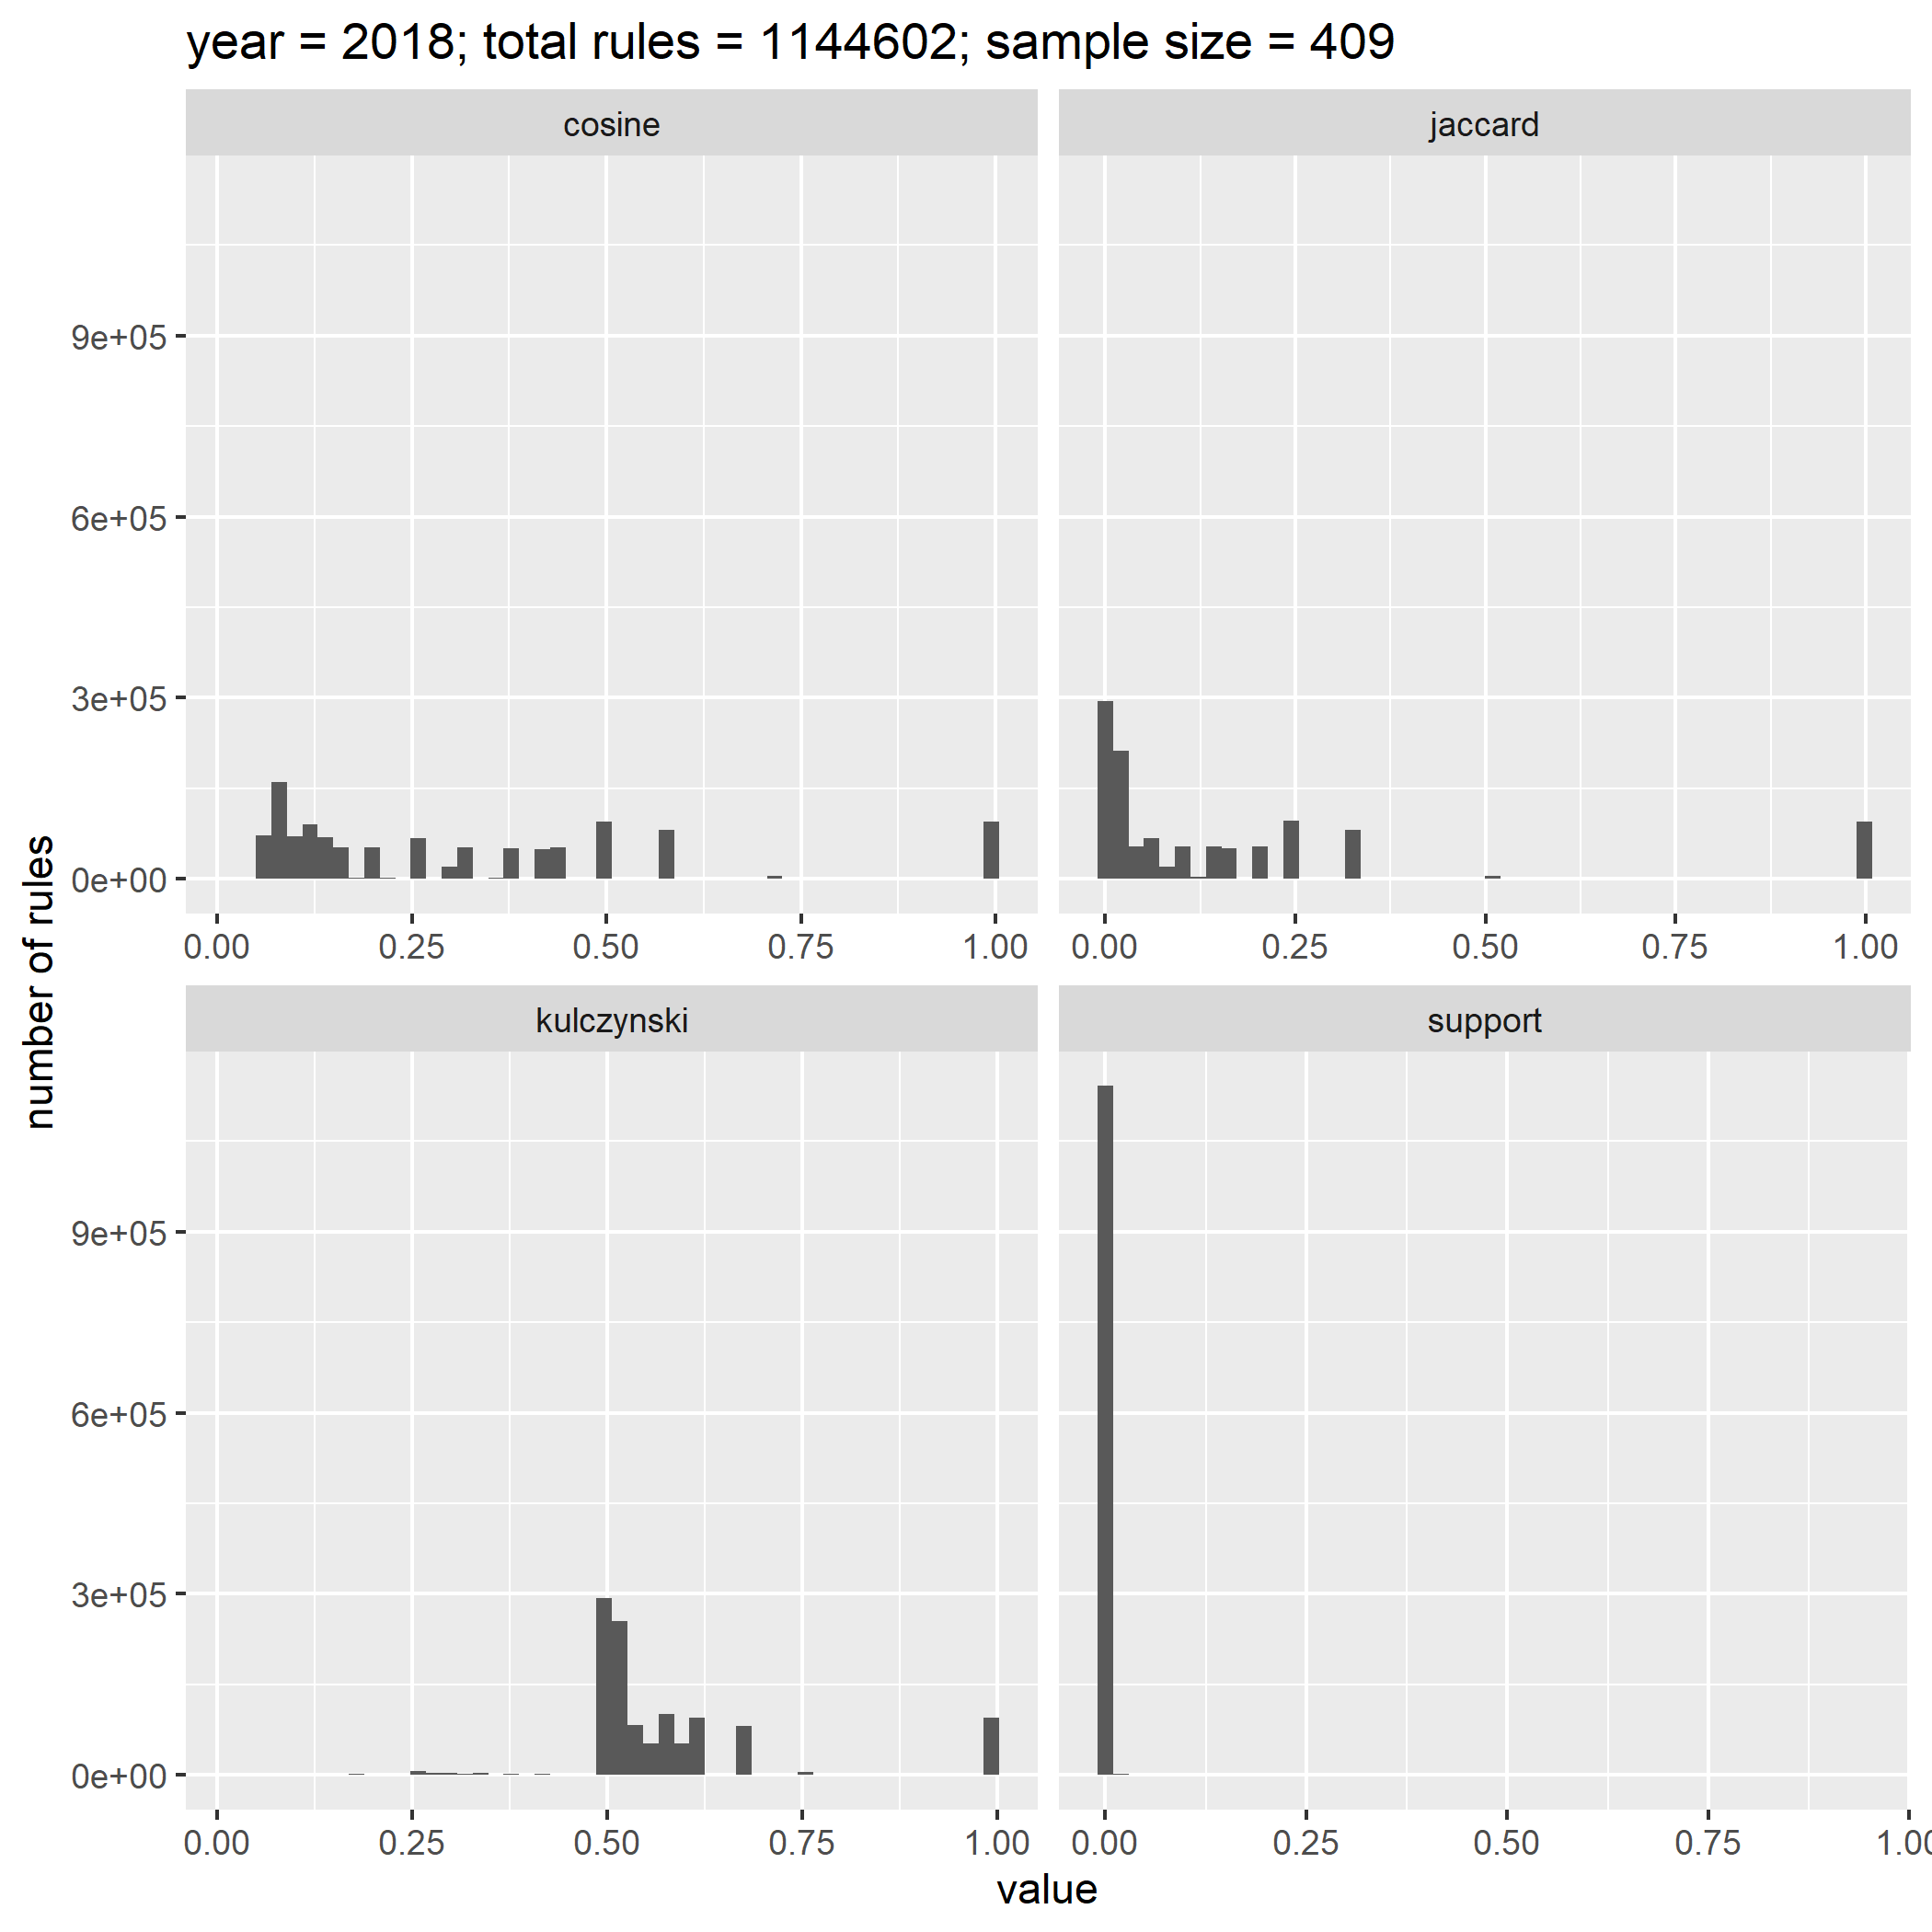 year = 2018; total rules = 1144602; sample size = 409
cosine
jaccard
9e+05
6e+05
3e+05
0e+00
0.00 0.25 0.50 0.75 1.00
0.00 0.25 0.50 0.75 1.00
number of rules
kulczynski
support
9e+05
6e+05
3e+05
0e+00
0.00 0.25 0.50 0.75 1.00
0.00 0.25 0.50 0.75 1.00
value